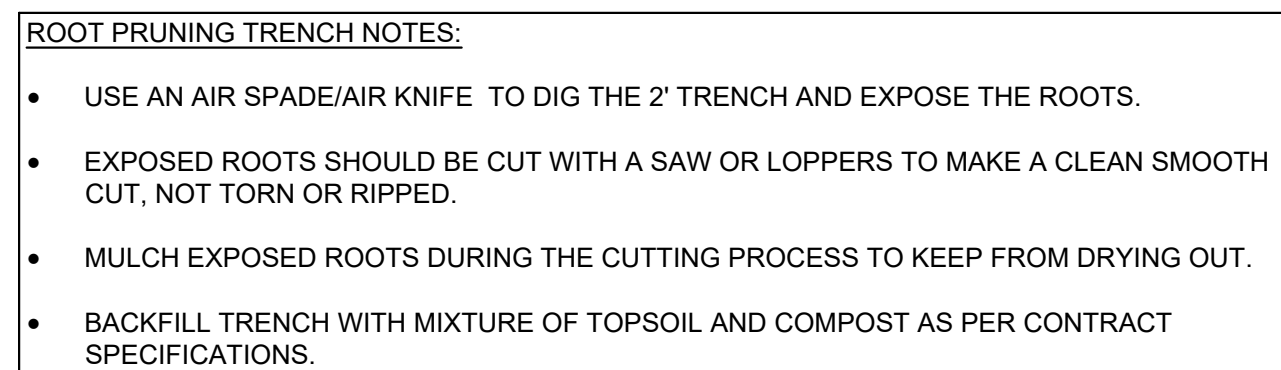 ROOT PRUNING TRENCH NOTES:
• USE AN AIR SPADE/AIR KNIFE  TO DIG THE 2' TRENCH AND EXPOSE THE ROOTS.
• EXPOSED ROOTS SHOULD BE CUT WITH A SAW OR LOPPERS TO MAKE A CLEAN SMOOTH
CUT, NOT TORN OR RIPPED.
• MULCH EXPOSED ROOTS DURING THE CUTTING PROCESS TO KEEP FROM DRYING OUT.
• BACKFILL TRENCH WITH MIXTURE OF TOPSOIL AND COMPOST AS PER CONTRACT
SPECIFICATIONS.